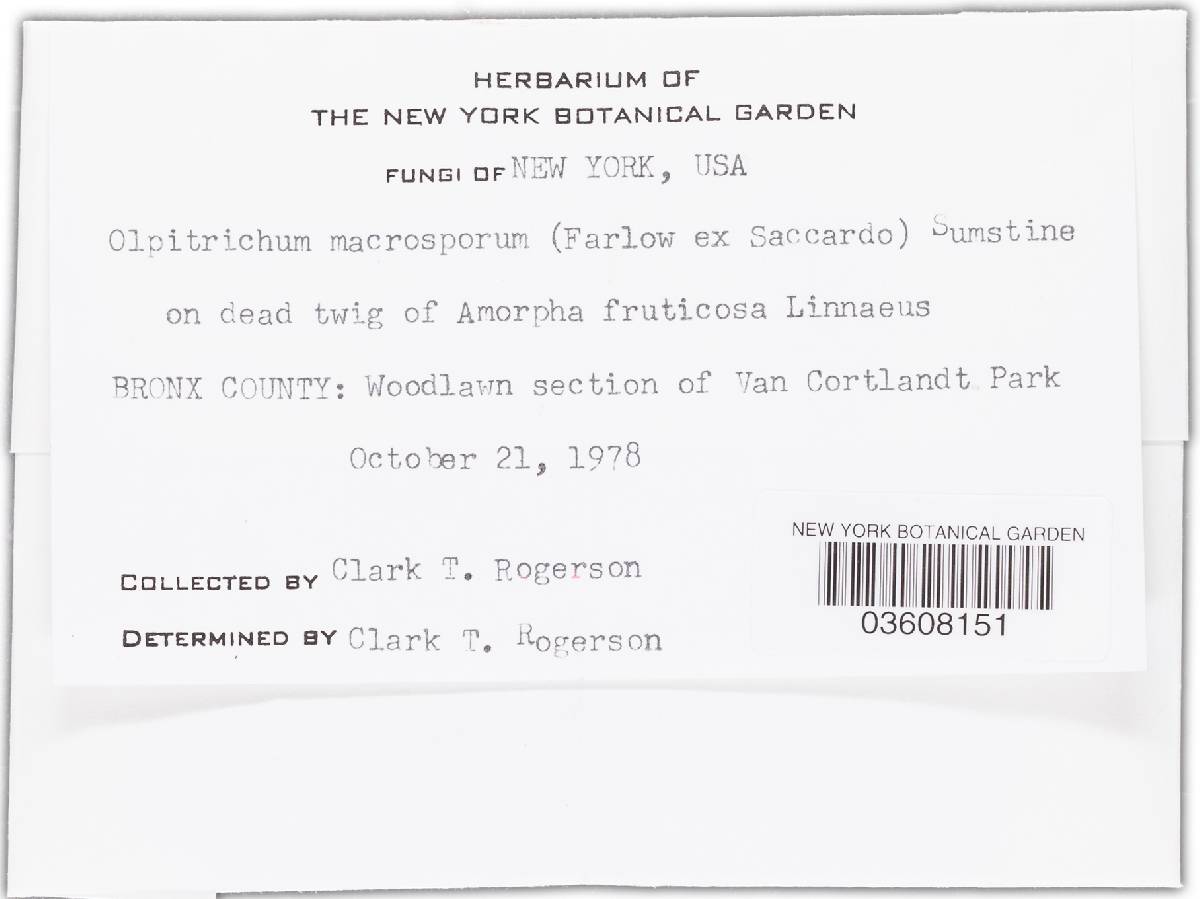 HERBARIUM OF
THE NEW YORK BOTANICAL GARDEN
FUNGI OF NEW YORK, USA
Olpitrichum macrosporum (Farlow ex Saccardo) Sumstine
on dead twig of Amorpha fruticosa Linnaeus
BRONX COUNTY: Woodlawn section of Van Cortlandt Park
October 21, 1978
NEW YORK BOTANICAL GARDEN
03608151
COLLECTED BY Clark T. Rogerson
DETERMINED BY Clark T. Rogerson